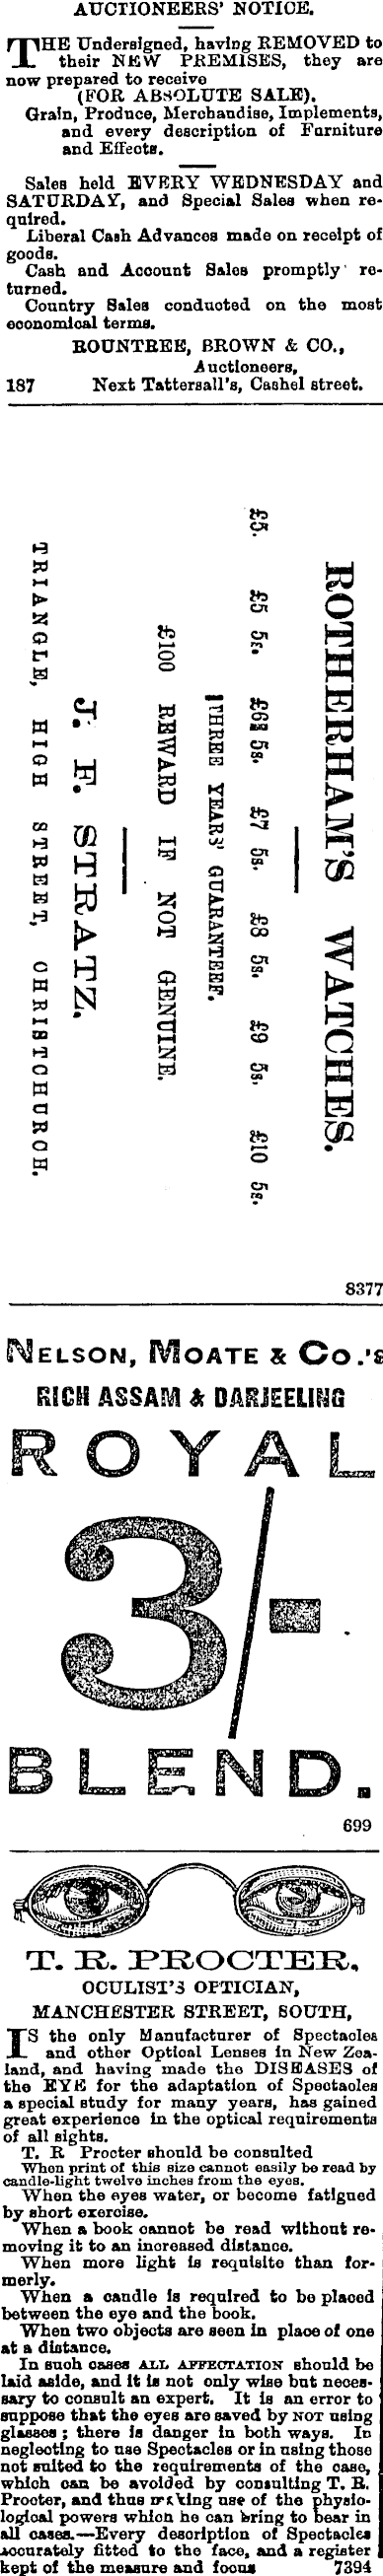 AUCTIONEERS' NOTICE.
THE Undersigned, having REMOVED to
their NEW PREMISES, they are
now prepared to receive
(FOR ABSOLUTE SALE).
Grain, Produce, Merchandise, Implements,
and every description of Furniture
and Effects.
Sales held EVERY WEDNESDAY and
SATURDAY, and Special Sales when re-
quired.
Liberal Cash Advances made on receipt of
goods.
Cash and Account Sales promptly re-
turned.
Country Sales conducted on the most
economical terms.
ROUNTREE, BROWN & CO.,
Auctioneers,
187 Next Tattersall's, Cashel street.
ROTHERHAM'S WATCHES.
£5. £5 5s. £6 5s. £7 5s. £8 5s. £9 5s. £10 5s.
THREE YEARS' GUARANTEE.
£100 REWARD IF NOT GENUINE.
J. F. STRATZ.
TRIANGLE, HIGH STREET, CHRISTCHURCH.
8377
NELSON, MOATE & CO.'S
RICH ASSAM & DARJEELING
ROYAL
3/-
BLEND.
699
T. R. PROCTER,
OCULIST'S OPTICIAN,
MANCHESTER STREET, SOUTH,
IS the only Manufacturer of Spectacles
and other Optical Lenses in New Zea-
land, and having made the DISEASES of
the EYE for the adaptation of Spectacles
a special study for many years, has gained
great experience in the optical requirements
of all sights.
T. R Procter should be consulted
When print of this size cannot easily be read by
candle-light twelve inches from the eyes.
When the eyes water, or become fatigued
by short exercise.
When a book cannot be read without re-
moving it to an increased distance.
When more light is requisite than for-
merly.
When a candle is required to be placed
between the eye and the book.
When two objects are seen in place of one
at a distance.
In such cases ALL AFFECTATION should be
laid aside, and it is not only wise but neces-
sary to consult an expert. It is an error to
suppose that the eyes are saved by NOT using
glasses; there is danger in both ways. In
neglecting to use Spectacles or in using those
not suited to the requirements of the case,
which can be avoided by consulting T. R.
Procter, and thus making use of the physio-
logical powers which he can bring to bear in
all cases.—Every description of Spectacles
accurately fitted to the face, and a register
kept of the measure and focus 7394